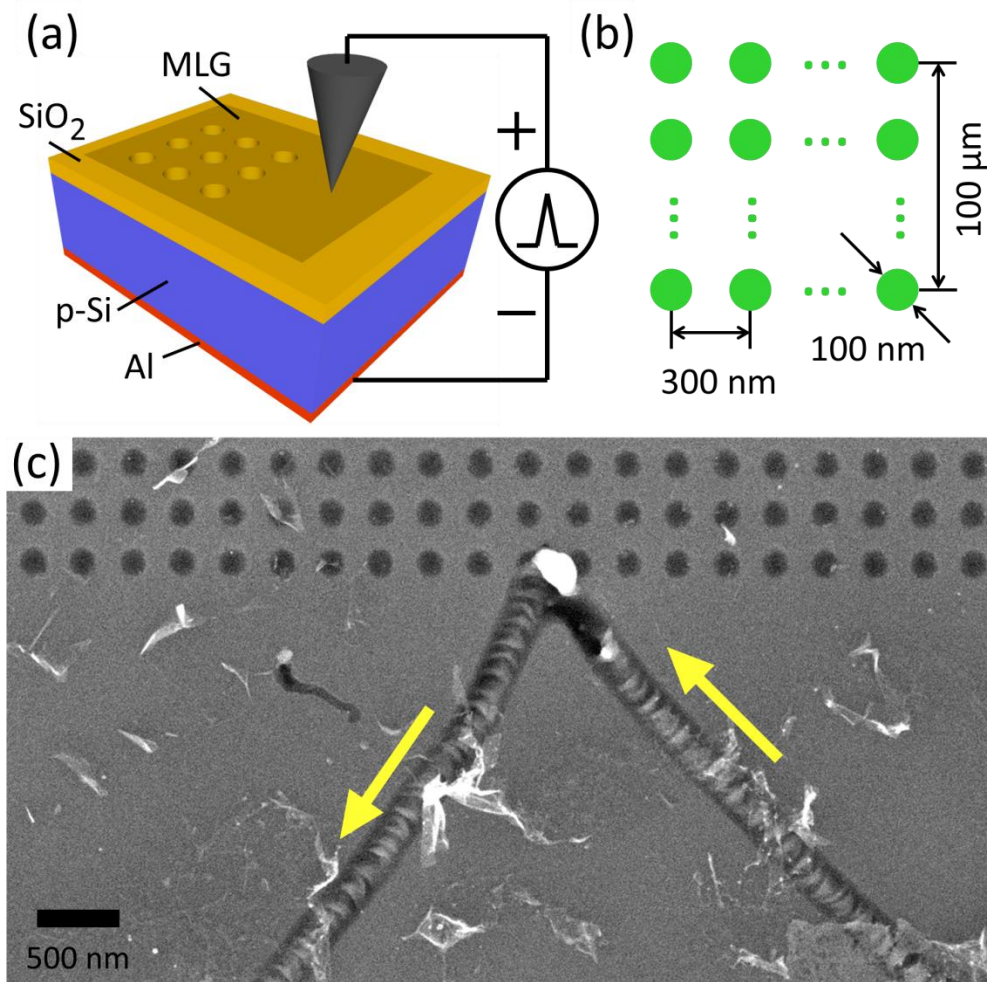 (a)
MLG
SiO₂
p-Si
Al
+
−
(b)
100 μm
100 nm
300 nm
(c)
500 nm